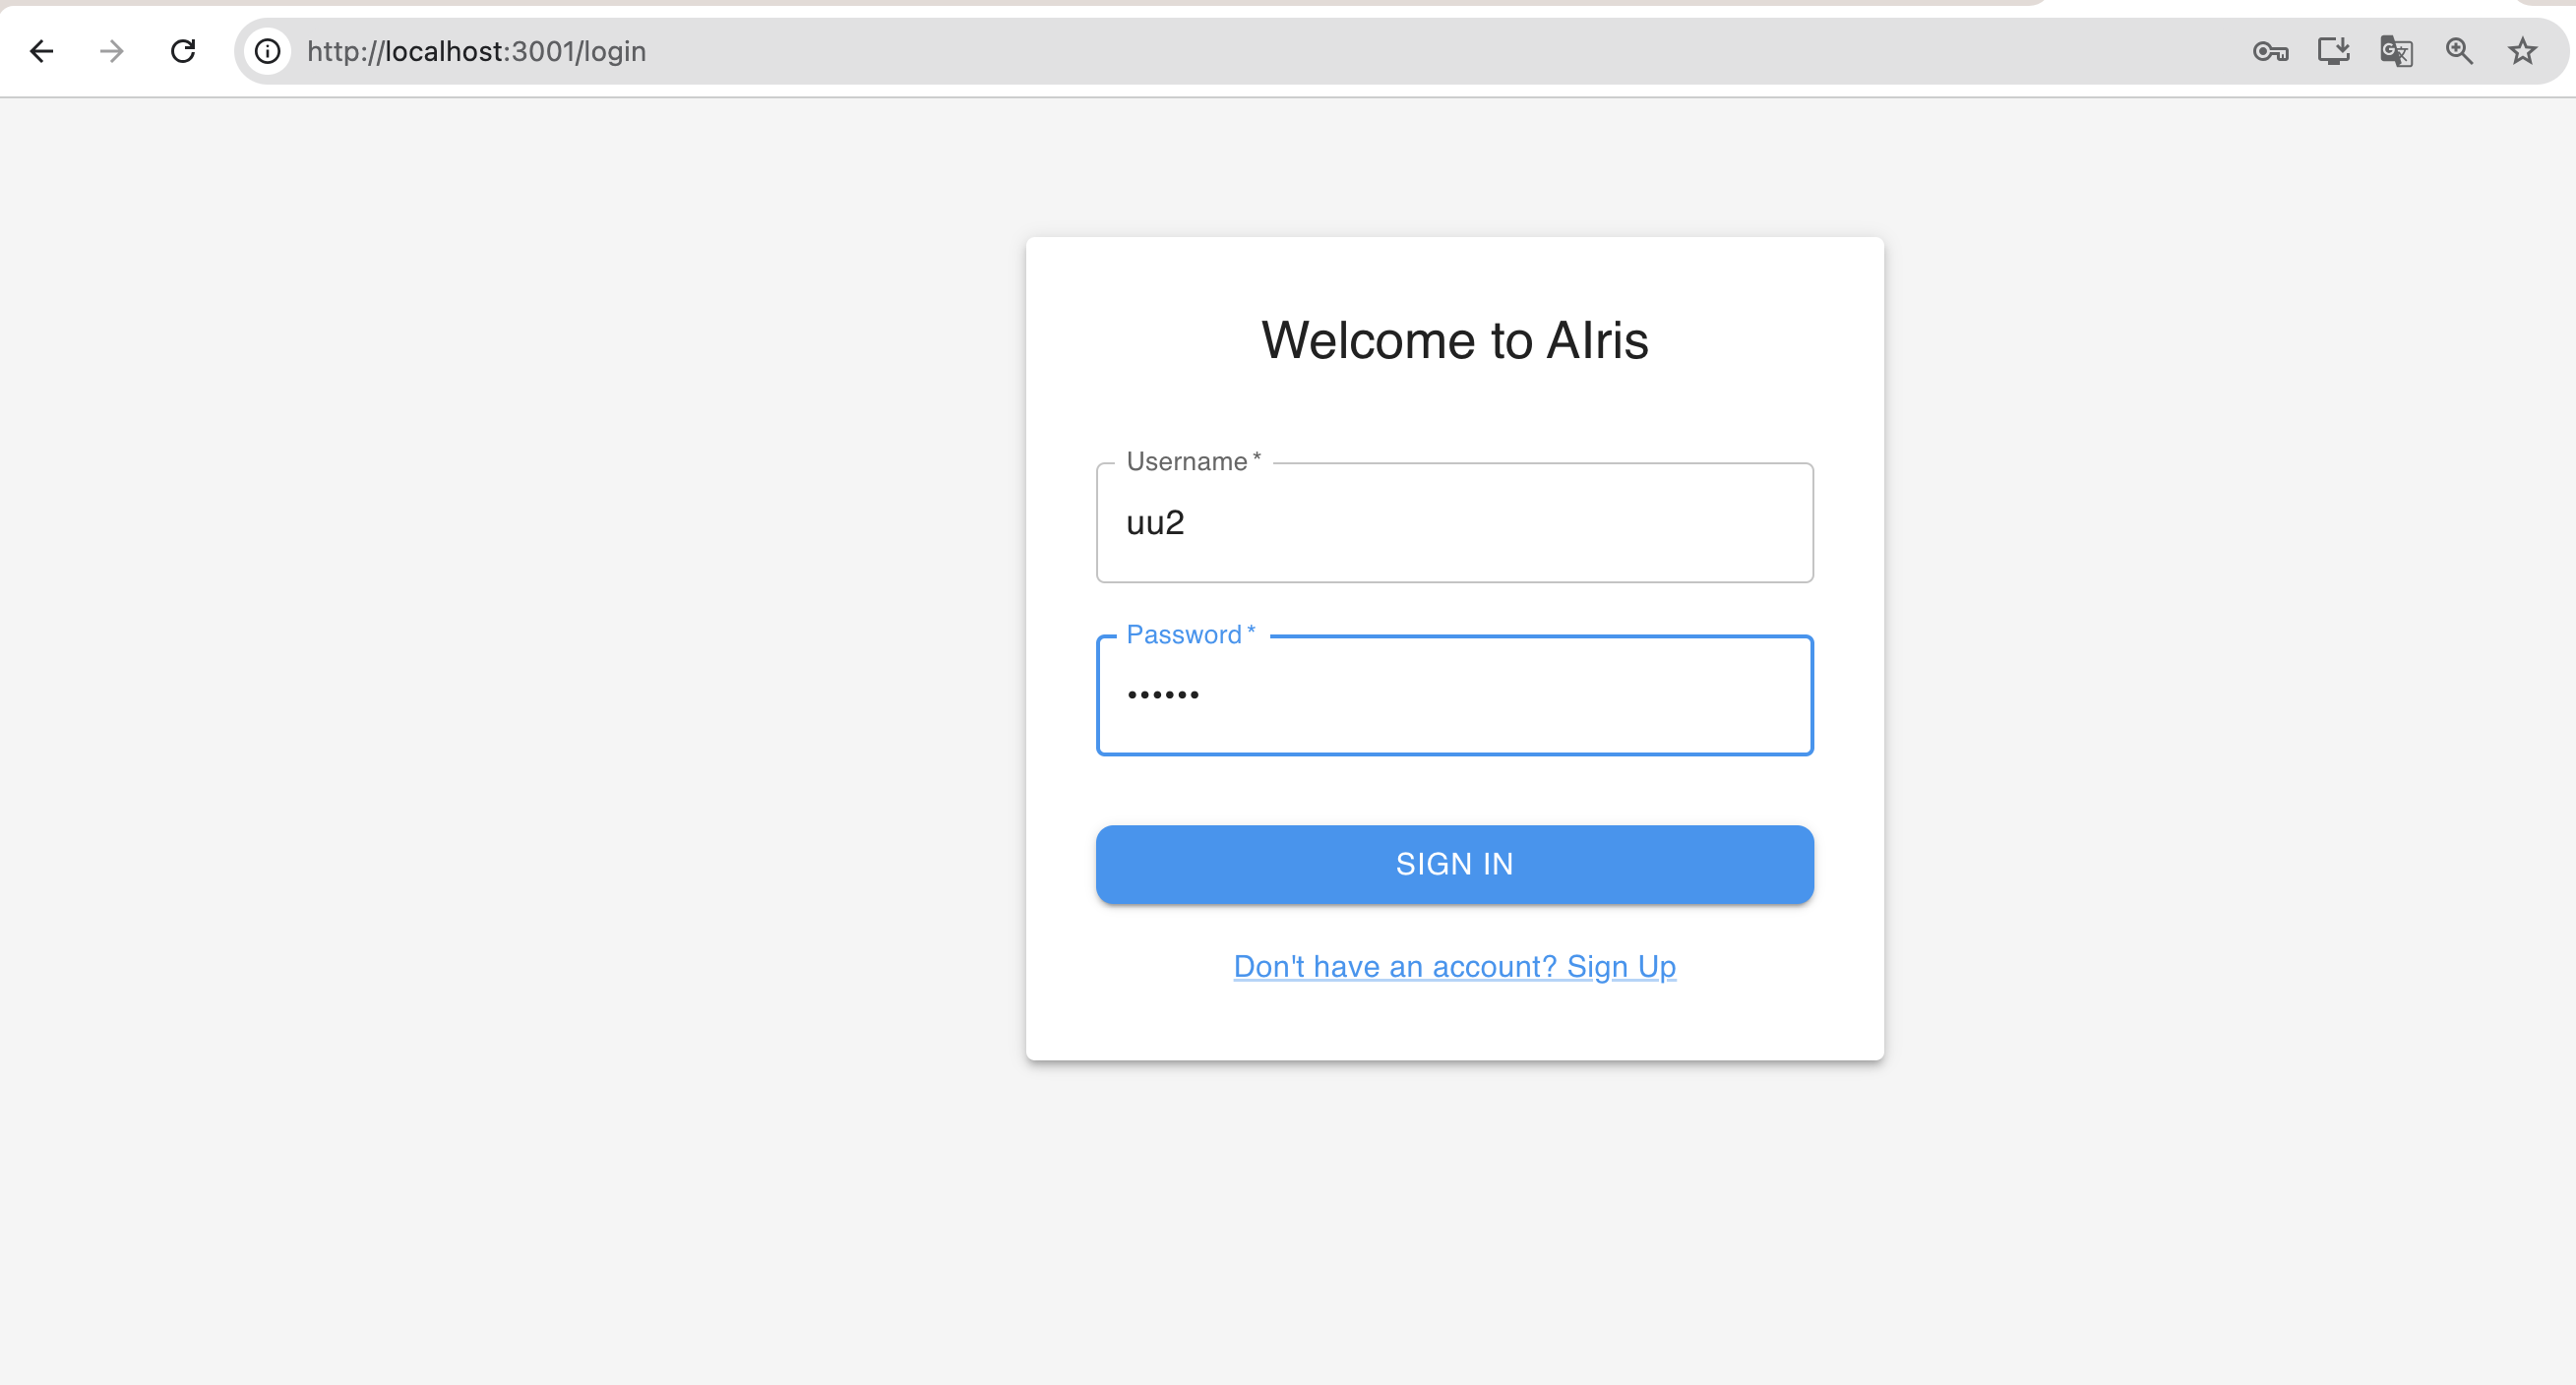 http://localhost:3001/login
Welcome to AIris
Username *
uu2
Password *
••••••
SIGN IN
Don't have an account? Sign Up